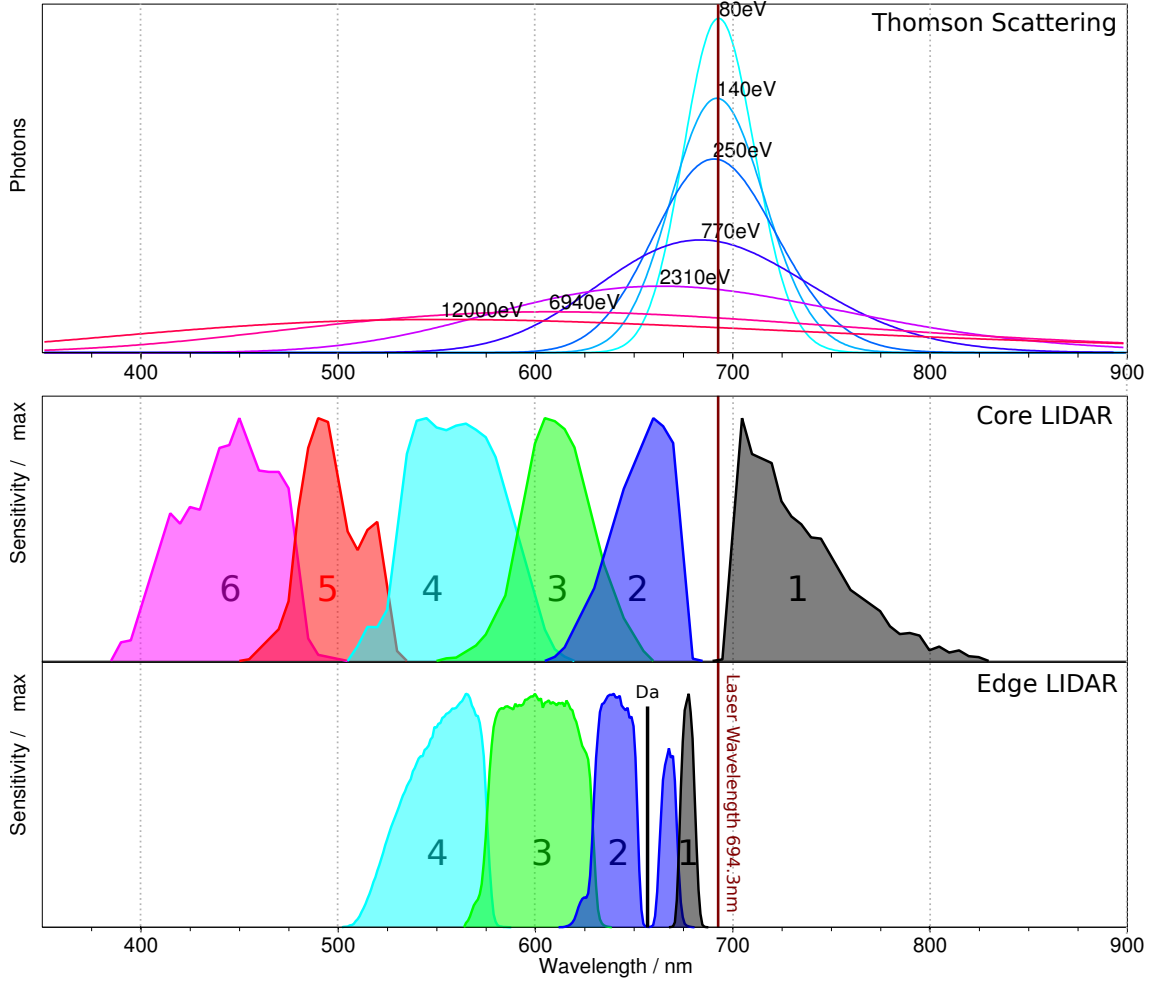 80eV
Thomson Scattering
140eV
250eV
770eV
2310eV
6940eV
12000eV
Photons
400 500 600 700 800 900
Core LIDAR
Sensitivity / max
6 5 4 3 2 1
Edge LIDAR
Sensitivity / max
Da
Laser Wavelength 694.3nm
4 3 2 1
400 500 600 700 800 900
Wavelength / nm